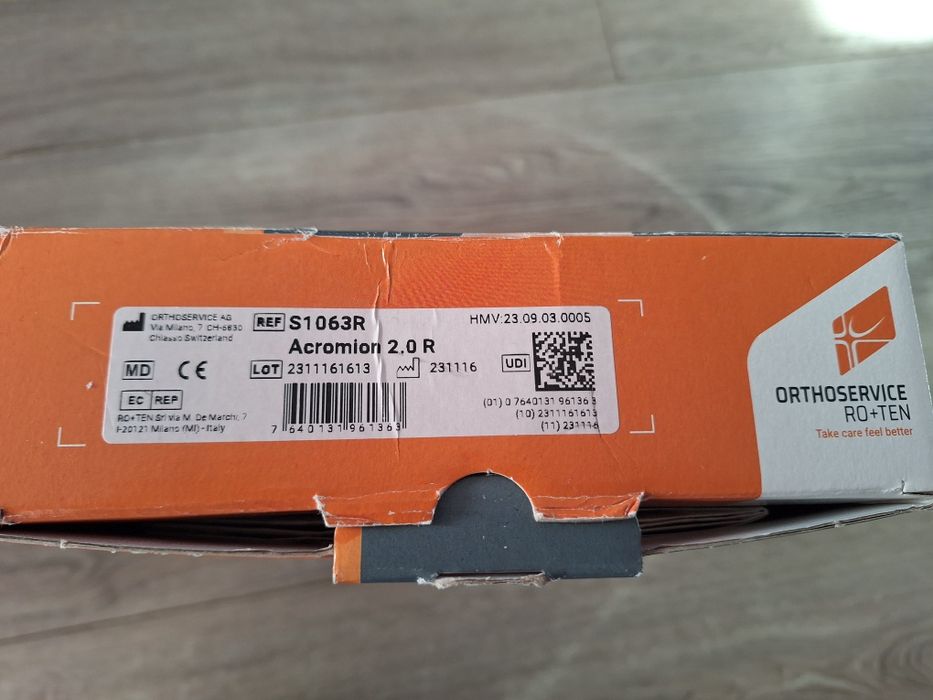 ORTHOSERVICE AG
Via Milano, 7 CH-6830
Chiasso Switzerland
REF S1063R
Acromion 2.0 R
HMV:23.09.03.0005
MD CE
LOT 2311161613
231116
UDI
EC REP
RO+TEN Srl Via M. De Marchi, 7
I-20121 Milano (MI) - Italy
7 640131 961363
(01) 0 7640131 961363
(10) 2311161613
(11) 231116
ORTHOSERVICE
RO+TEN
Take care feel better